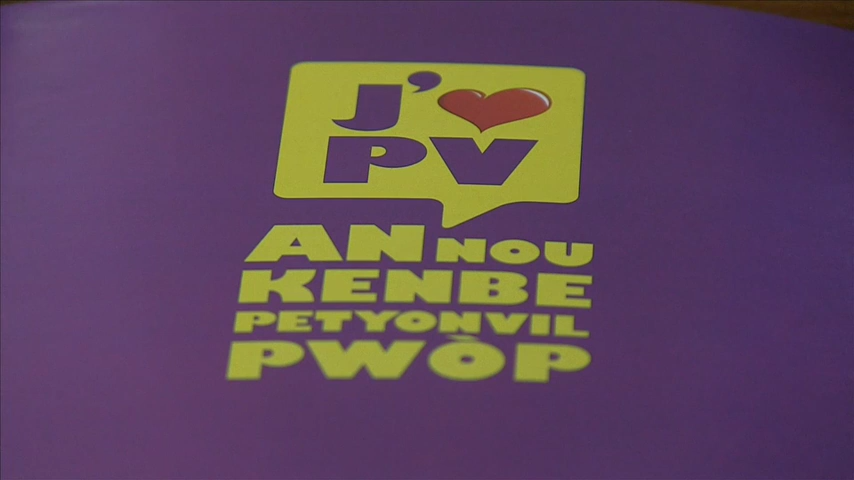 J'❤
PV
AN NOU
KENBE
PETYONVIL
PWÒP